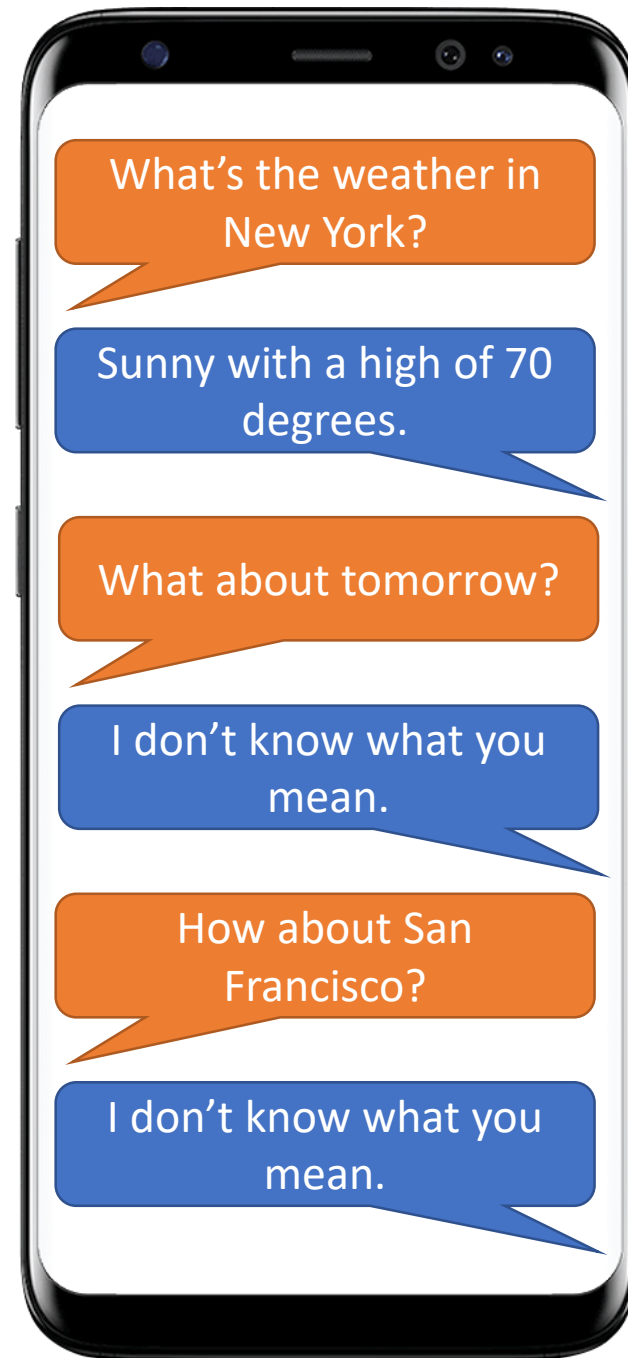 What’s the weather in
New York?
Sunny with a high of 70
degrees.
What about tomorrow?
I don’t know what you
mean.
How about San
Francisco?
I don’t know what you
mean.